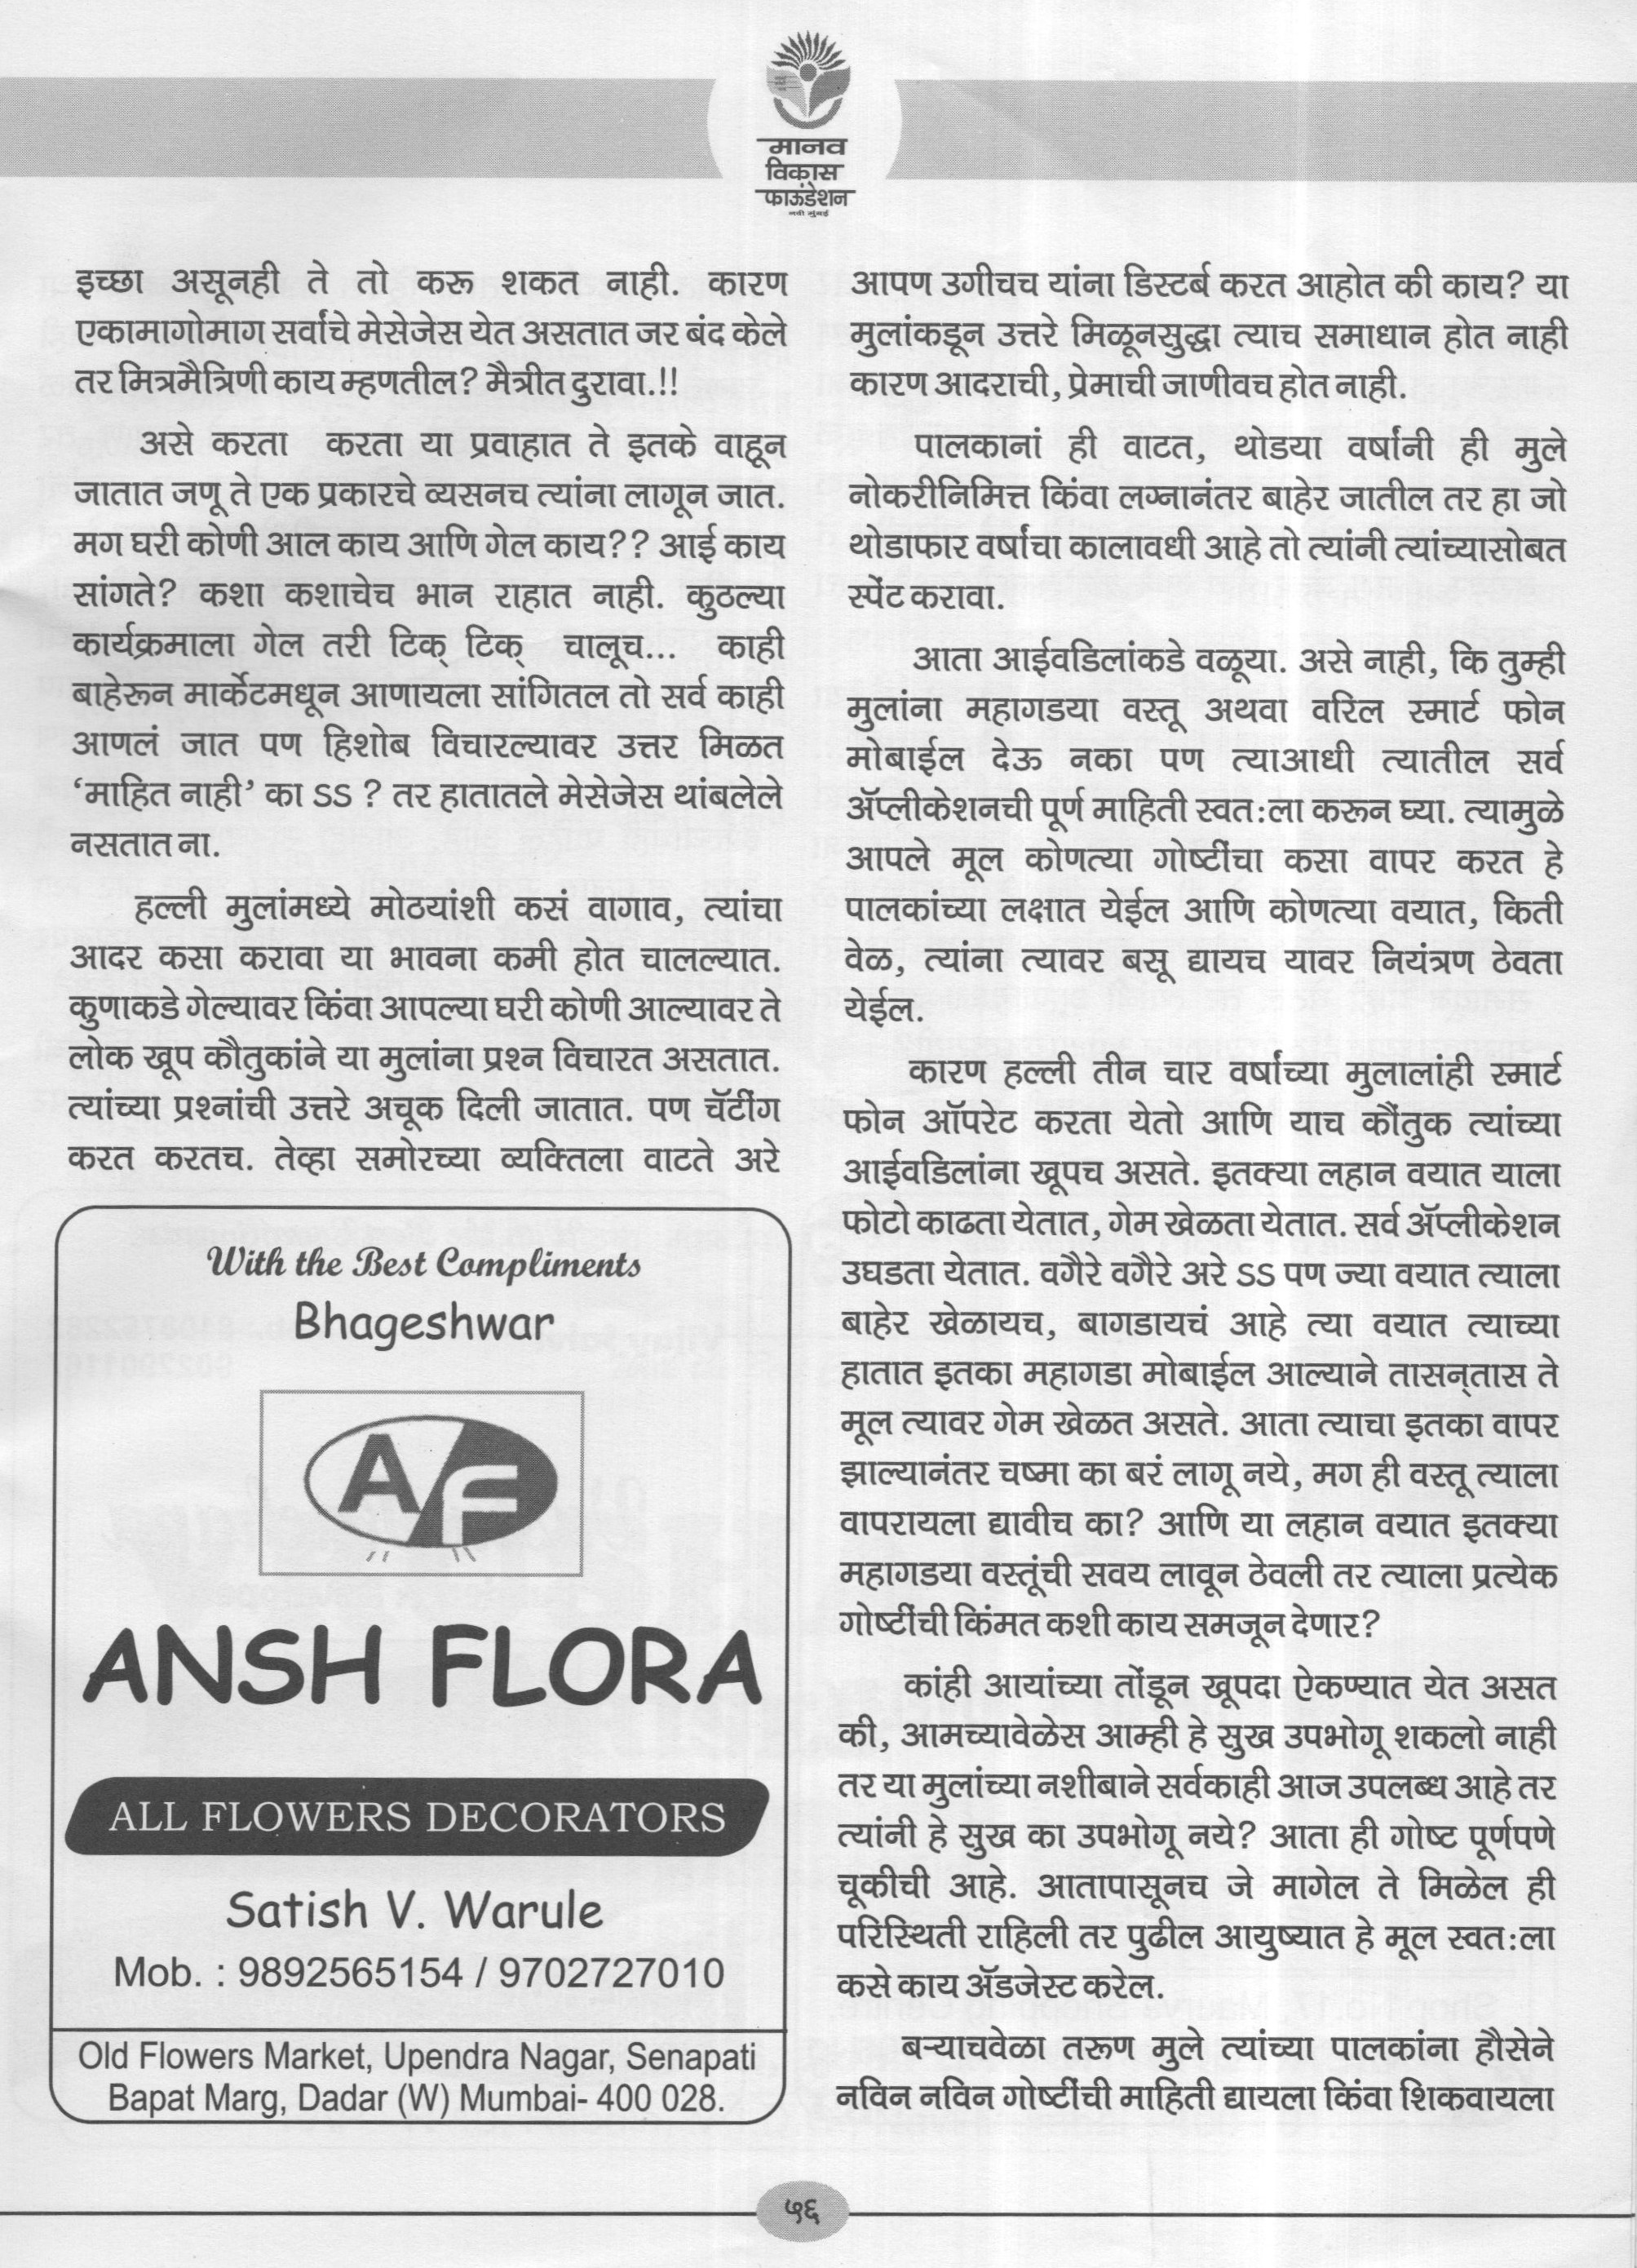 मानव
विकास
फाऊंडेशन
नवी मुंबई
इच्छा असूनही ते तो करू शकत नाही. कारण
एकामागोमाग सर्वांचे मेसेजेस येत असतात जर बंद केले
तर मित्रमैत्रिणी काय म्हणतील? मैत्रीत दुरावा.!!
असे करता करता या प्रवाहात ते इतके वाहून
जातात जणू ते एक प्रकारचे व्यसनच त्यांना लागून जात.
मग घरी कोणी आल काय आणि गेल काय?? आई काय
सांगते? कशा कशाचेच भान राहात नाही. कुठल्या
कार्यक्रमाला गेल तरी टिक् टिक् चालूच... काही
बाहेरून मार्केटमधून आणायला सांगितल तो सर्व काही
आणलं जात पण हिशोब विचारल्यावर उत्तर मिळत
‘माहित नाही’ का SS ? तर हातातले मेसेजेस थांबलेले
नसतात ना.
हल्ली मुलांमध्ये मोठयांशी कसं वागाव, त्यांचा
आदर कसा करावा या भावना कमी होत चालल्यात.
कुणाकडे गेल्यावर किंवा आपल्या घरी कोणी आल्यावर ते
लोक खूप कौतुकांने या मुलांना प्रश्न विचारत असतात.
त्यांच्या प्रश्नांची उत्तरे अचूक दिली जातात. पण चॅटींग
करत करतच. तेव्हा समोरच्या व्यक्तिला वाटते अरे
With the Best Compliments
Bhageshwar
AF
ANSH FLORA
ALL FLOWERS DECORATORS
Satish V. Warule
Mob. : 9892565154 / 9702727010
Old Flowers Market, Upendra Nagar, Senapati
Bapat Marg, Dadar (W) Mumbai- 400 028.
आपण उगीचच यांना डिस्टर्ब करत आहोत की काय? या
मुलांकडून उत्तरे मिळूनसुद्धा त्याच समाधान होत नाही
कारण आदराची, प्रेमाची जाणीवच होत नाही.
पालकानां ही वाटत, थोडया वर्षांनी ही मुले
नोकरीनिमित्त किंवा लग्नानंतर बाहेर जातील तर हा जो
थोडाफार वर्षांचा कालावधी आहे तो त्यांनी त्यांच्यासोबत
स्पेंट करावा.
आता आईवडिलांकडे वळूया. असे नाही, कि तुम्ही
मुलांना महागडया वस्तू अथवा वरिल स्मार्ट फोन
मोबाईल देऊ नका पण त्याआधी त्यातील सर्व
ॲप्लीकेशनची पूर्ण माहिती स्वत:ला करून घ्या. त्यामुळे
आपले मूल कोणत्या गोष्टींचा कसा वापर करत हे
पालकांच्या लक्षात येईल आणि कोणत्या वयात, किती
वेळ, त्यांना त्यावर बसू द्यायच यावर नियंत्रण ठेवता
येईल.
कारण हल्ली तीन चार वर्षांच्या मुलालांही स्मार्ट
फोन ऑपरेट करता येतो आणि याच कौंतुक त्यांच्या
आईवडिलांना खूपच असते. इतक्या लहान वयात याला
फोटो काढता येतात, गेम खेळता येतात. सर्व ॲप्लीकेशन
उघडता येतात. वगैरे वगैरे अरे SS पण ज्या वयात त्याला
बाहेर खेळायच, बागडायचं आहे त्या वयात त्याच्या
हातात इतका महागडा मोबाईल आल्याने तासन्‌तास ते
मूल त्यावर गेम खेळत असते. आता त्याचा इतका वापर
झाल्यानंतर चष्मा का बरं लागू नये, मग ही वस्तू त्याला
वापरायला द्यावीच का? आणि या लहान वयात इतक्या
महागडया वस्तूंची सवय लावून ठेवली तर त्याला प्रत्येक
गोष्टींची किंमत कशी काय समजून देणार?
कांही आयांच्या तोंडून खूपदा ऐकण्यात येत असत
की, आमच्यावेळेस आम्ही हे सुख उपभोगू शकलो नाही
तर या मुलांच्या नशीबाने सर्वकाही आज उपलब्ध आहे तर
त्यांनी हे सुख का उपभोगू नये? आता ही गोष्ट पूर्णपणे
चूकीची आहे. आतापासूनच जे मागेल ते मिळेल ही
परिस्थिती राहिली तर पुढील आयुष्यात हे मूल स्वत:ला
कसे काय ॲडजेस्ट करेल.
बऱ्याचवेळा तरूण मुले त्यांच्या पालकांना हौसेने
नविन नविन गोष्टींची माहिती द्यायला किंवा शिकवायला
५६